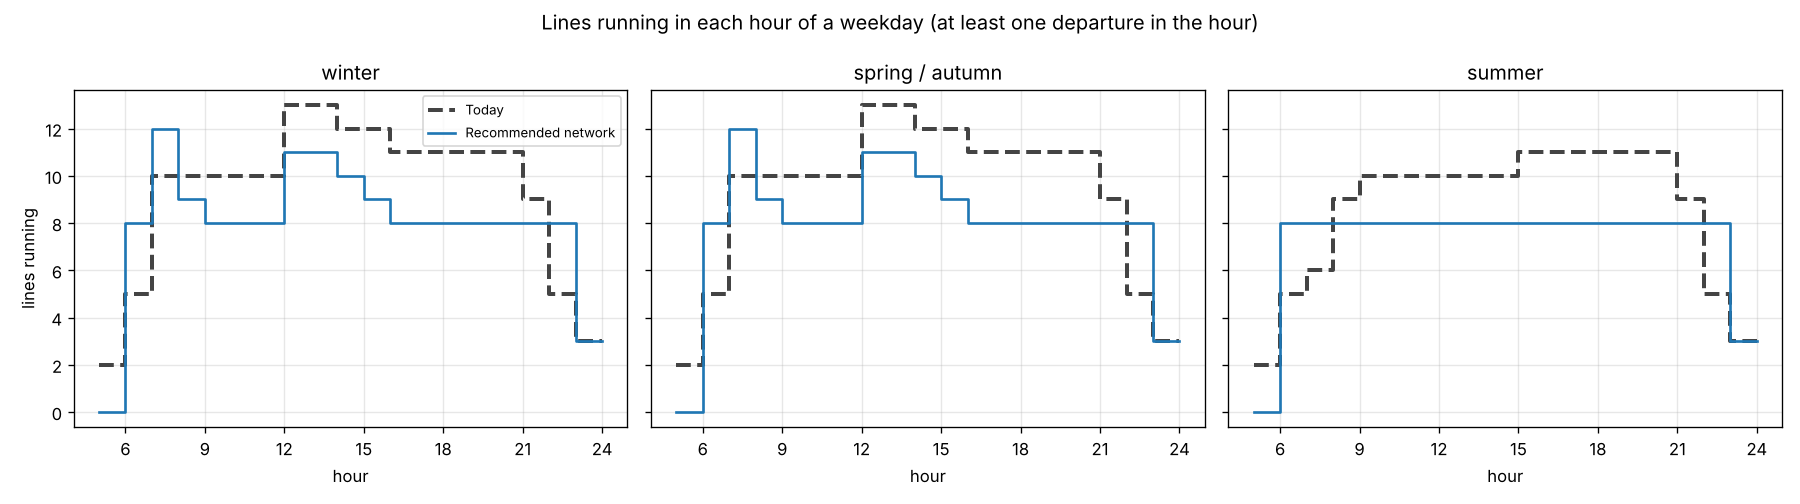 Lines running in each hour of a weekday (at least one departure in the hour)
winter
spring / autumn
summer
Today
Recommended network
lines running
12
10
8
6
4
2
0
6 9 12 15 18 21 24
6 9 12 15 18 21 24
6 9 12 15 18 21 24
hour
hour
hour